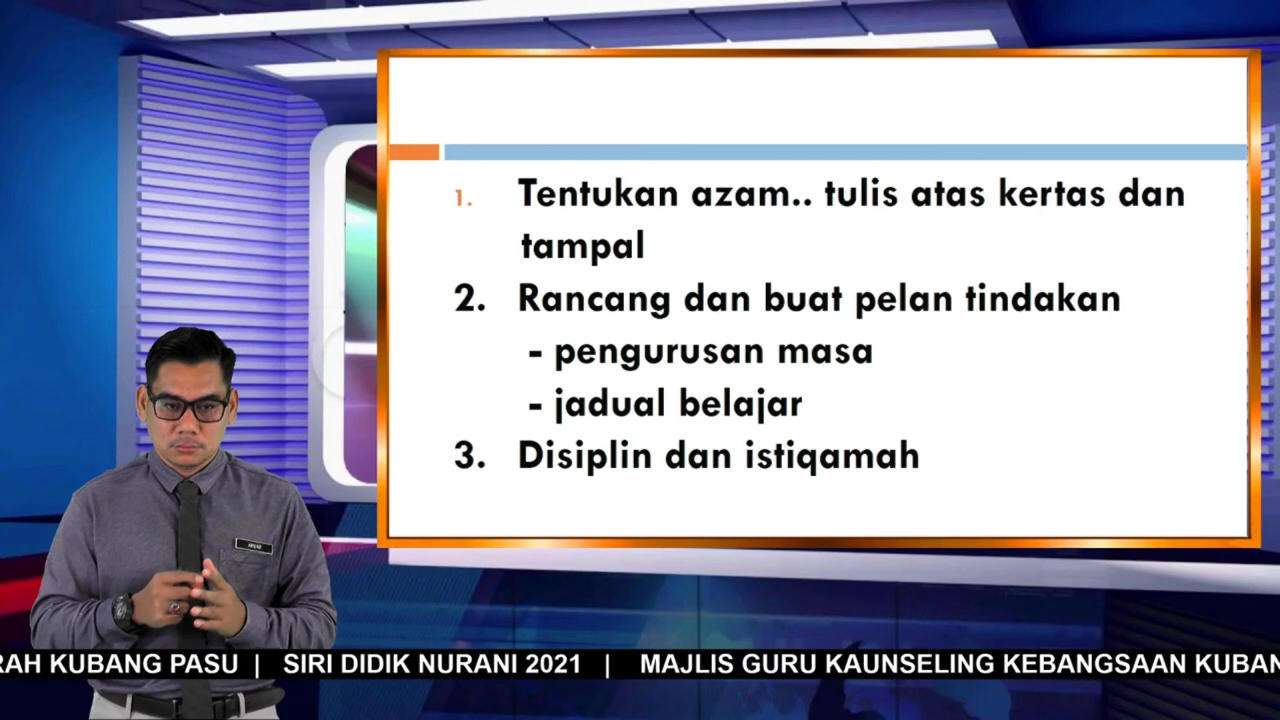 1. Tentukan azam.. tulis atas kertas dan
tampal
2. Rancang dan buat pelan tindakan
- pengurusan masa
- jadual belajar
3. Disiplin dan istiqamah
RAH KUBANG PASU | SIRI DIDIK NURANI 2021 | MAJLIS GURU KAUNSELING KEBANGSAAN KUBAN